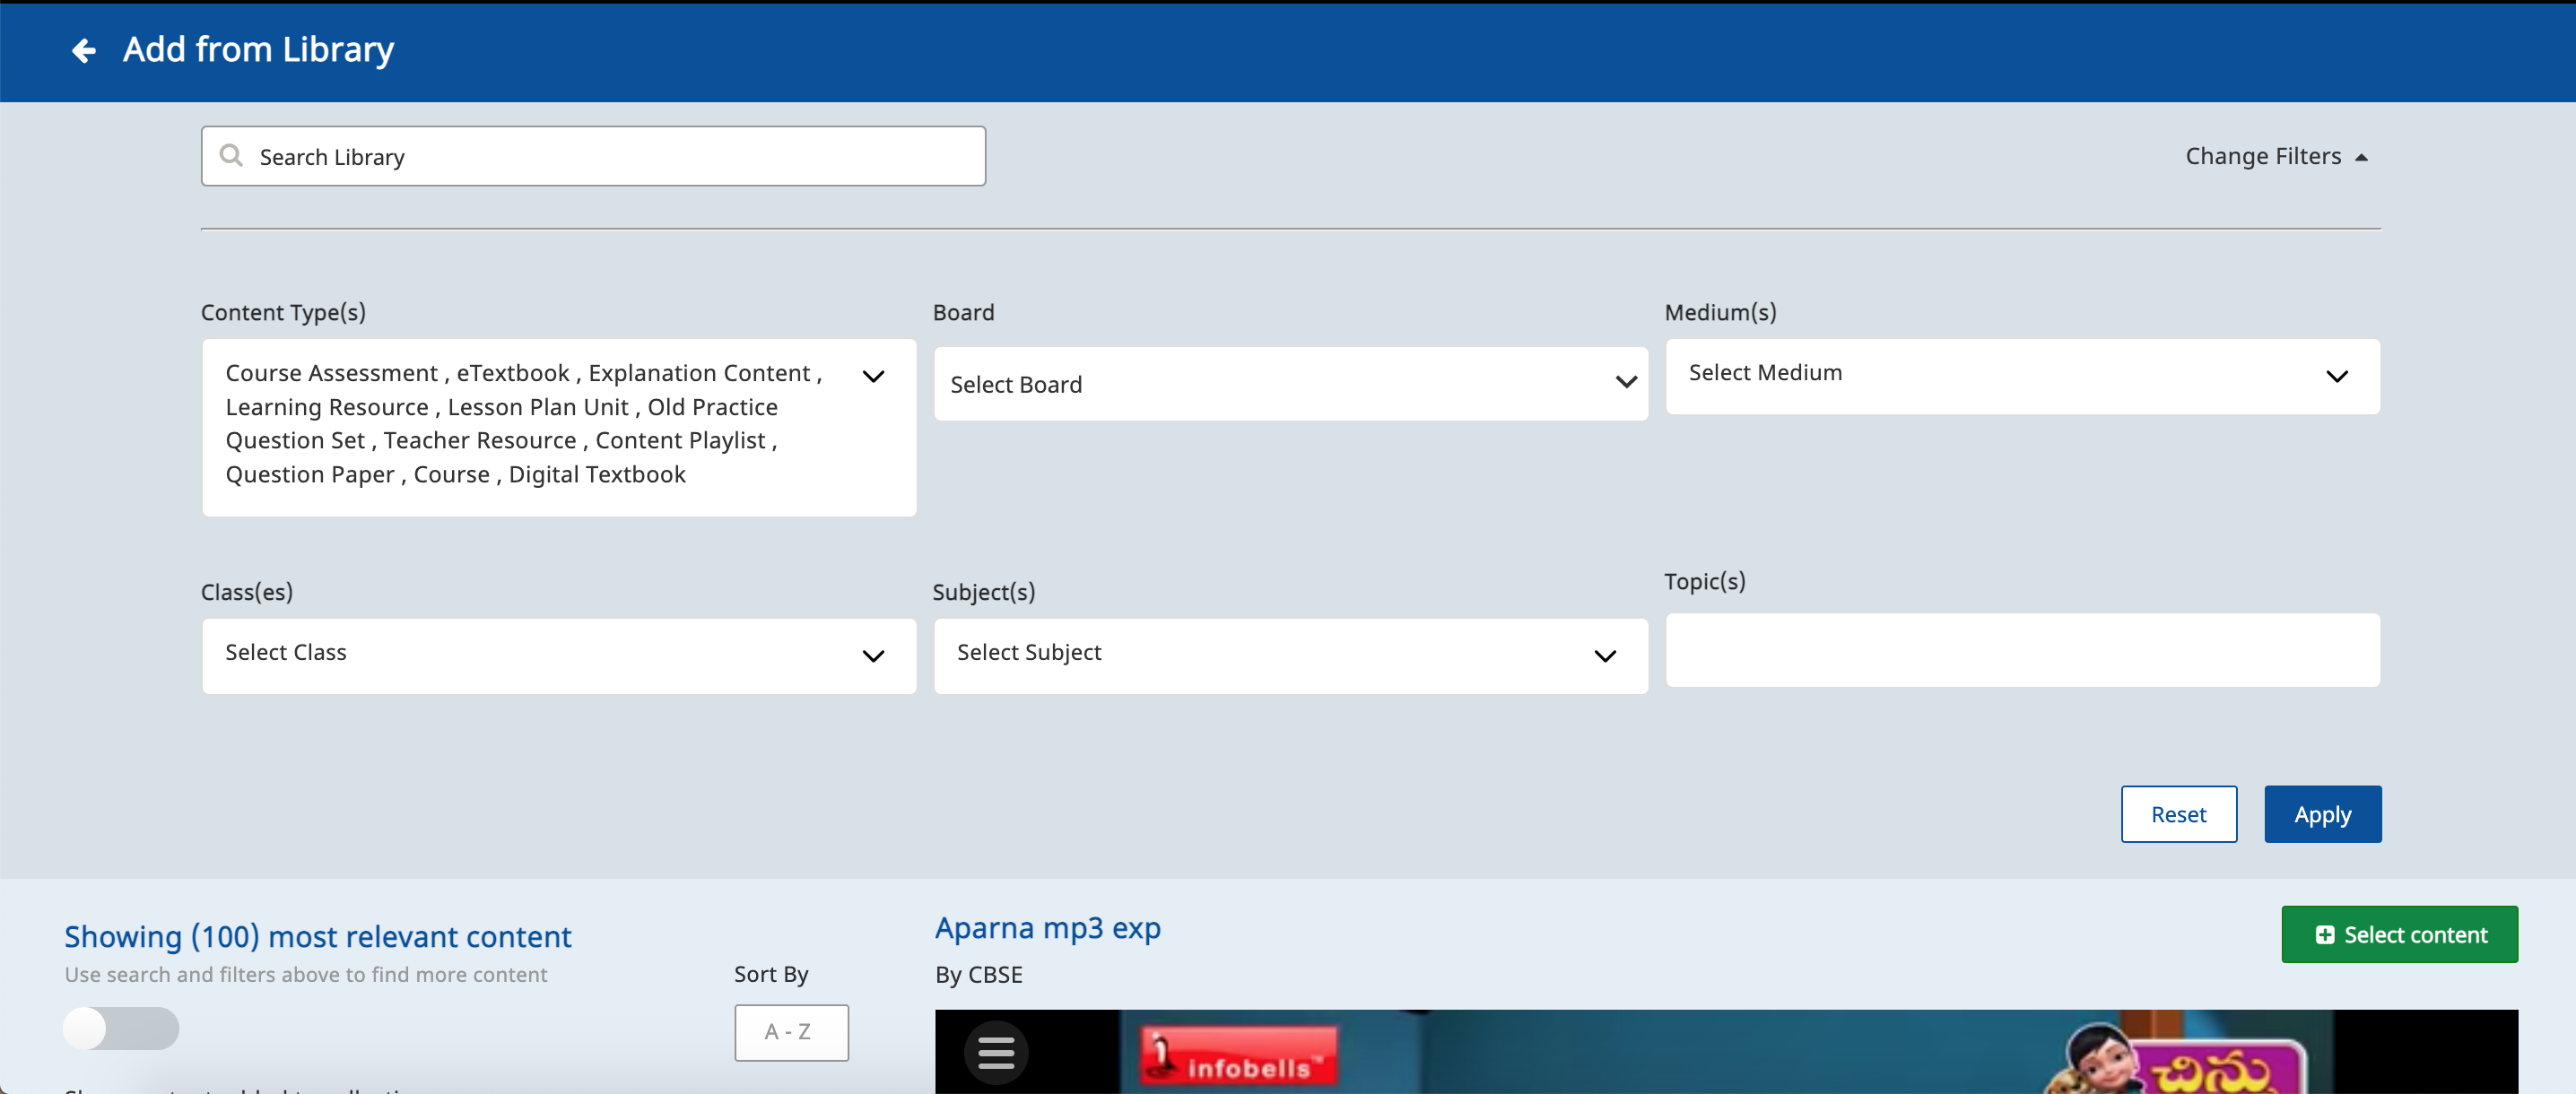 Add from Library
Search Library
Change Filters
Content Type(s)
Board
Medium(s)
Course Assessment , eTextbook , Explanation Content ,
Learning Resource , Lesson Plan Unit , Old Practice
Question Set , Teacher Resource , Content Playlist ,
Question Paper , Course , Digital Textbook
Select Board
Select Medium
Class(es)
Subject(s)
Topic(s)
Select Class
Select Subject
Reset
Apply
Showing (100) most relevant content
Use search and filters above to find more content
Sort By
A - Z
Aparna mp3 exp
By CBSE
Select content
infobells™
చిన్ను